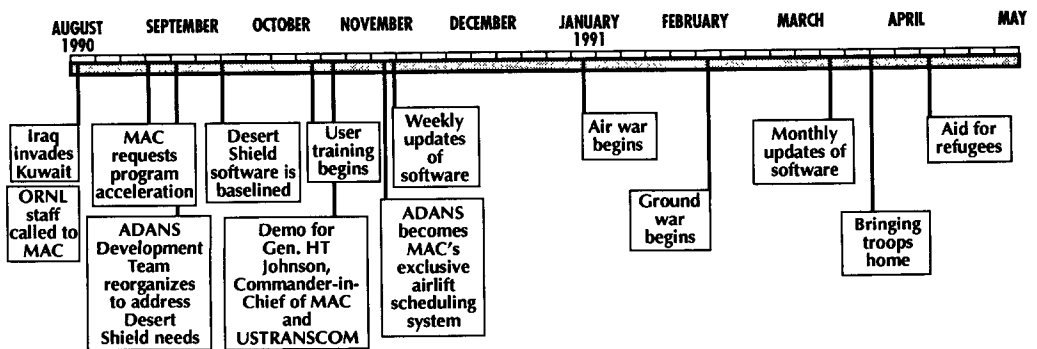 AUGUST
1990
SEPTEMBER
OCTOBER
NOVEMBER
DECEMBER
JANUARY
1991
FEBRUARY
MARCH
APRIL
MAY
Iraq
invades
Kuwait
ORNL
staff
called to
MAC
MAC
requests
program
acceleration
ADANS
Development
Team
reorganizes
to address
Desert
Shield needs
Desert
Shield
software is
baselined
User
training
begins
Demo for
Gen. HT
Johnson,
Commander-in-
Chief of MAC
and
USTRANSCOM
Weekly
updates
of
software
ADANS
becomes
MAC's
exclusive
airlift
scheduling
system
Air war
begins
Ground
war
begins
Monthly
updates of
software
Bringing
troops
home
Aid for
refugees